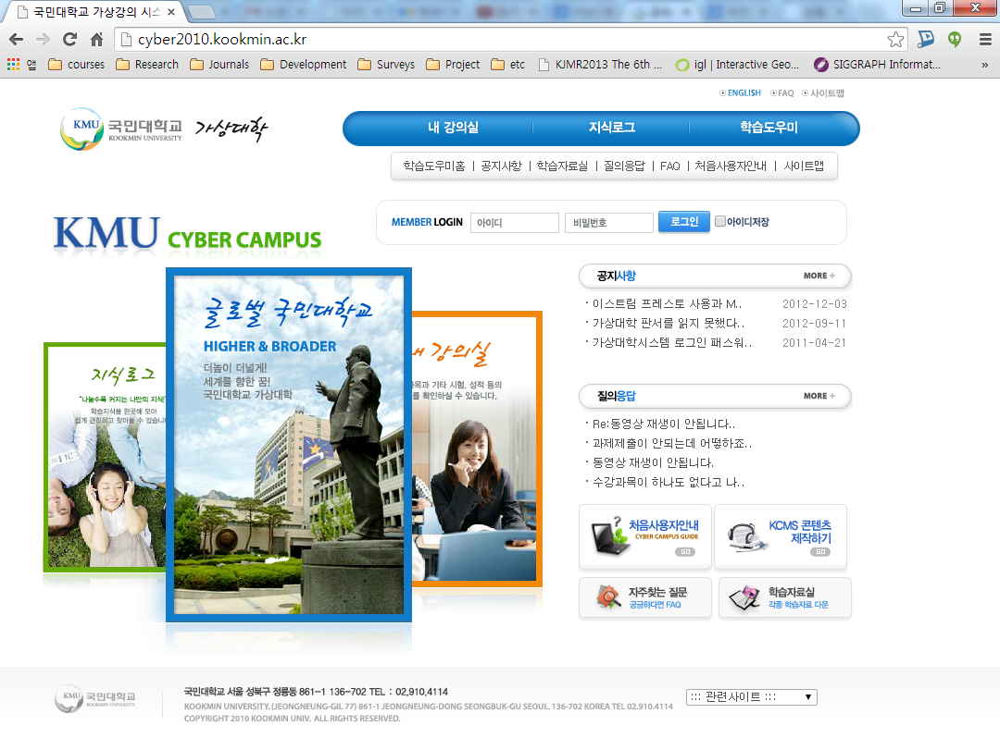 국민대학교 가상강의 시스
cyber2010.kookmin.ac.kr
앱 courses Research Journals Development Surveys Project etc KJMR2013 The 6th ... igl | Interactive Geo... SIGGRAPH Informat... »
ENGLISH FAQ 사이트맵
KMU 국민대학교 KOOKMIN UNIVERSITY 가상대학
내 강의실 지식로그 학습도우미
학습도우미홈 | 공지사항 | 학습자료실 | 질의응답 | FAQ | 처음사용자안내 | 사이트맵
KMU CYBER CAMPUS
MEMBER LOGIN 아이디 비밀번호 로그인 아이디저장
지식로그
"나눌수록 커지는 나만의 지식"
학습지식을 한곳에 모아
쉽게 관리하고 찾아볼 수 있습니다
글로벌 국민대학교
HIGHER & BROADER
더높이 더널게!
세계를 향한 꿈!
국민대학교 가상대학
내 강의실
목과 기타 시험, 성적 등의
를 확인하실 수 있습니다.
공지사항 MORE +
· 이스트림 프레스토 사용과 M.. 2012-12-03
· 가상대학 판서를 읽지 못했다.. 2012-09-11
· 가상대학시스템 로그인 패스워.. 2011-04-21
질의응답 MORE +
· Re:동영상 재생이 안됩니다..
· 과제제출이 안되는데 어떻하죠..
· 동영상 재생이 안됩니다.
· 수강과목이 하나도 없다고 나..
처음사용자안내
CYBER CAMPUS GUIDE
GO
KCMS 콘텐츠
제작하기
GO
자주찾는 질문
궁금하다면 FAQ
학습자료실
각종 학습자료 다운
KMU 국민대학교 KOOKMIN UNIVERSITY
국민대학교 서울 성북구 정릉동 861-1 136-702 TEL : 02.910.4114
KOOKMIN UNIVERSITY. (JEONGNEUNG-GIL 77) 861-1 JEONGNEUNG-DONG SEONGBUK-GU SEOUL. 136-702 KOREA TEL 02.910.4114
COPYRIGHT 2010 KOOKMIN UNIV. ALL RIGHTS RESERVED.
::: 관련사이트 :::